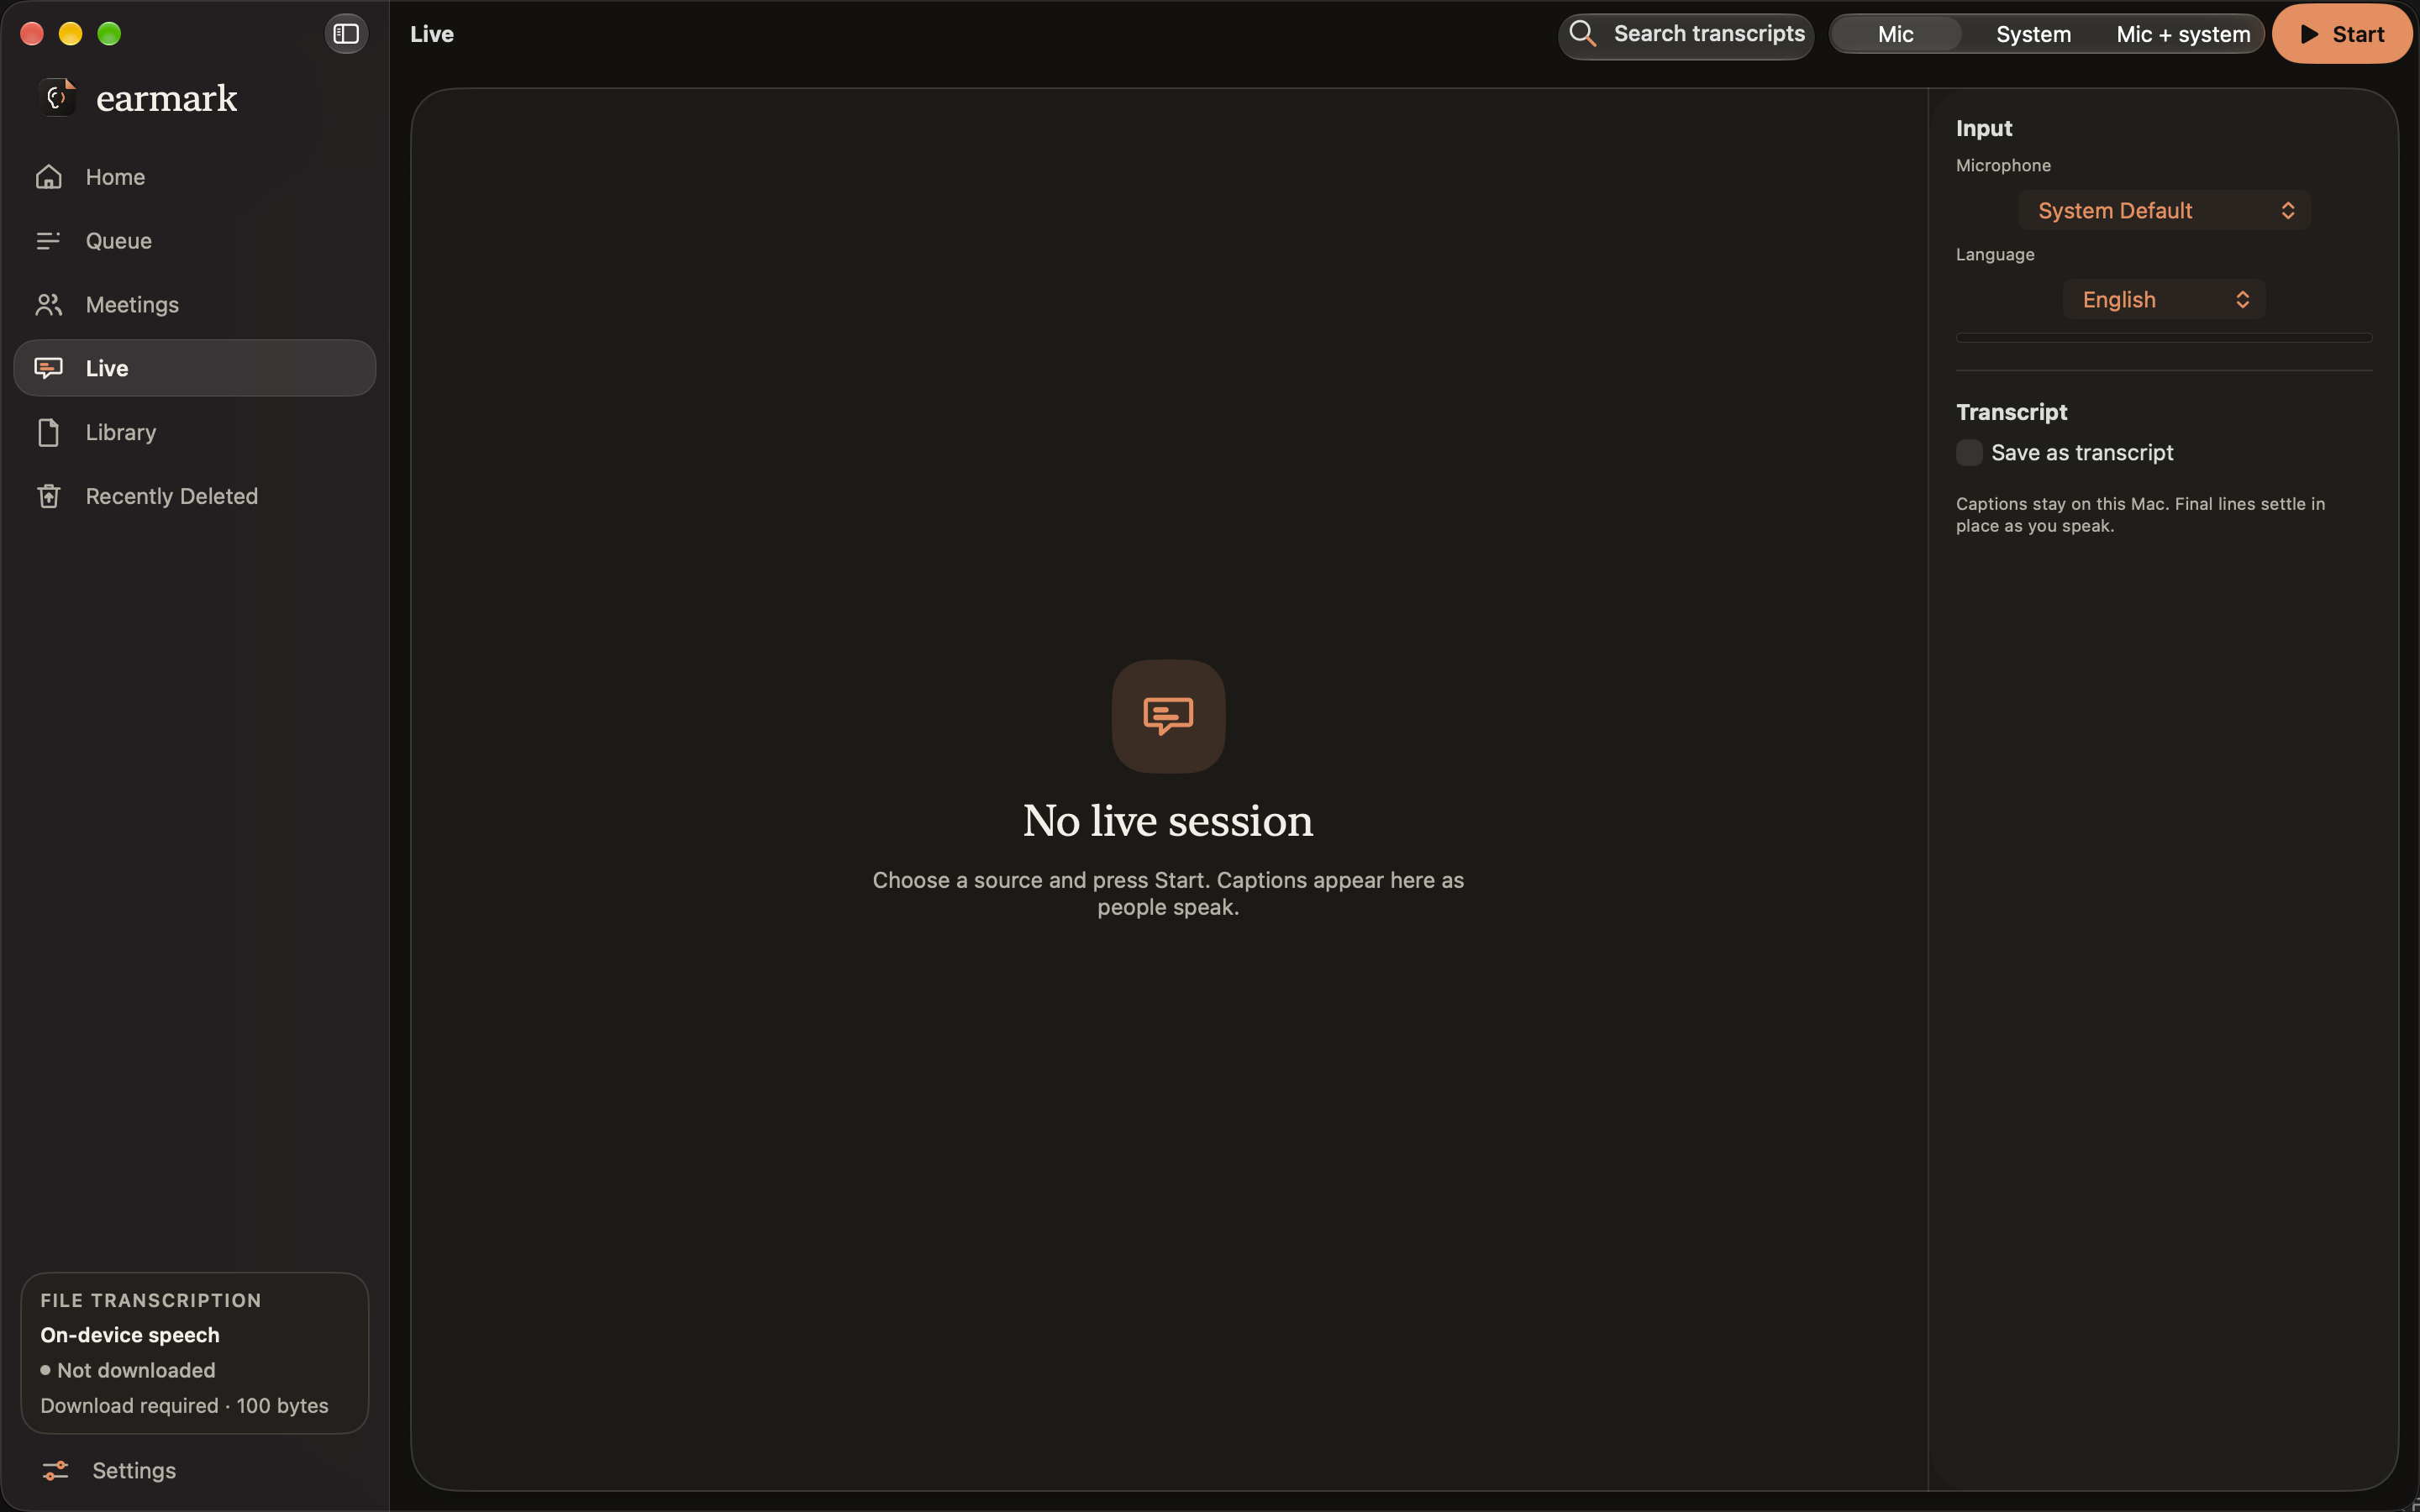 Live
Search transcripts
Mic
System
Mic + system
Start
earmark
Home
Queue
Meetings
Live
Library
Recently Deleted
FILE TRANSCRIPTION
On-device speech
Not downloaded
Download required · 100 bytes
Settings
No live session
Choose a source and press Start. Captions appear here as
people speak.
Input
Microphone
System Default
Language
English
Transcript
Save as transcript
Captions stay on this Mac. Final lines settle in
place as you speak.